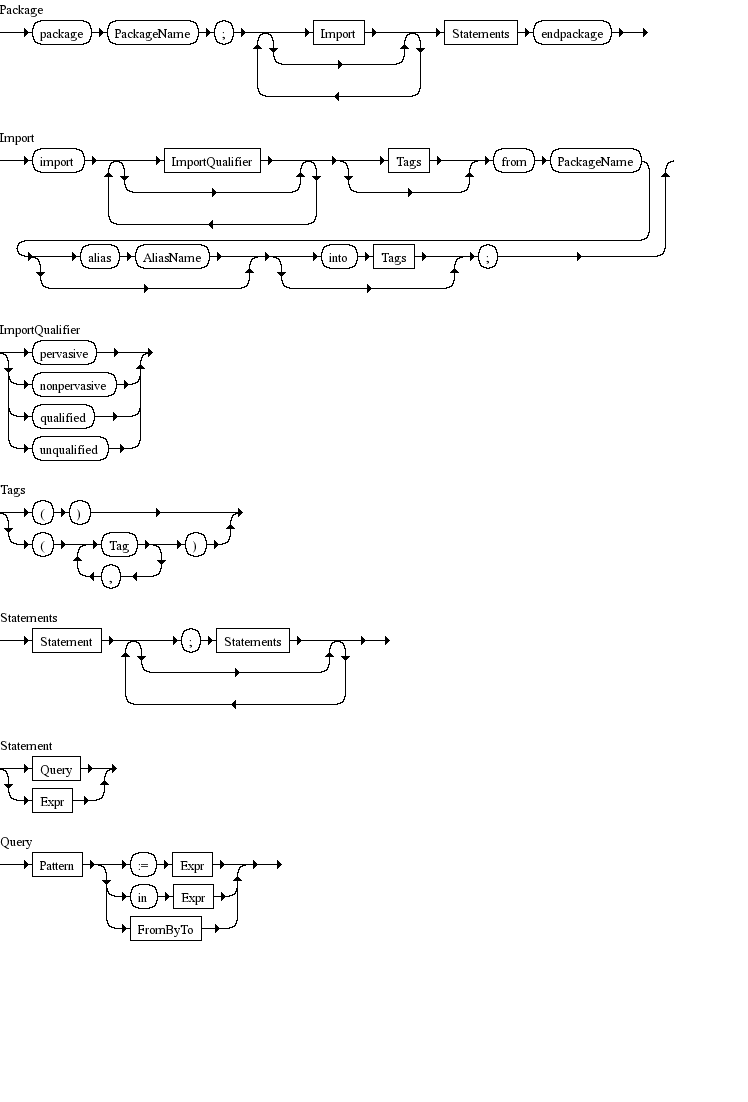 Package
package PackageName ; Import Statements endpackage
Import
import ImportQualifier Tags from PackageName
alias AliasName into Tags ;
ImportQualifier
pervasive
nonpervasive
qualified
unqualified
Tags
( )
( Tag )
,
Statements
Statement ; Statements
Statement
Query
Expr
Query
Pattern := Expr
in Expr
FromByTo